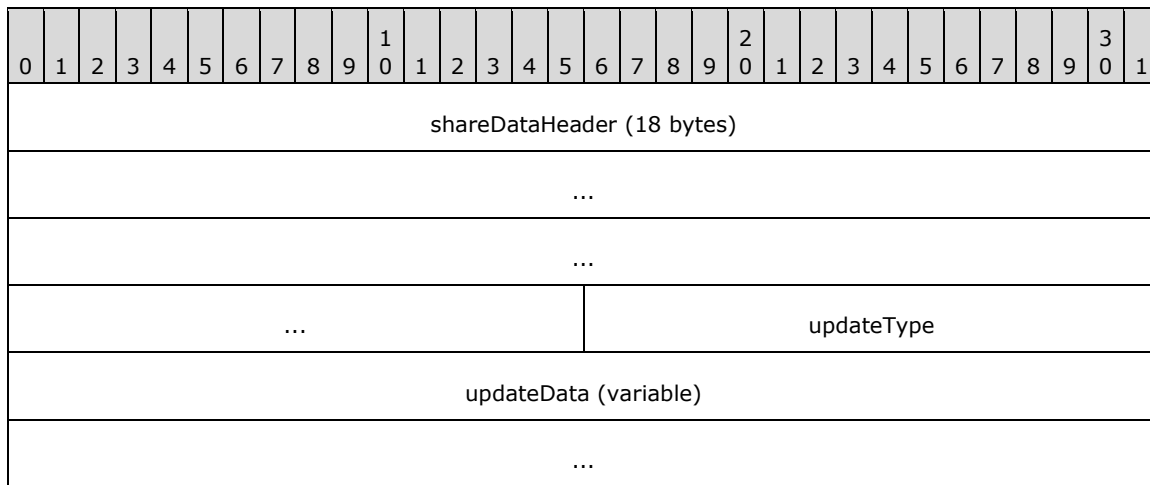 1 2 3
0 1 2 3 4 5 6 7 8 9 0 1 2 3 4 5 6 7 8 9 0 1 2 3 4 5 6 7 8 9 0 1
shareDataHeader (18 bytes)
...
...
... updateType
updateData (variable)
...